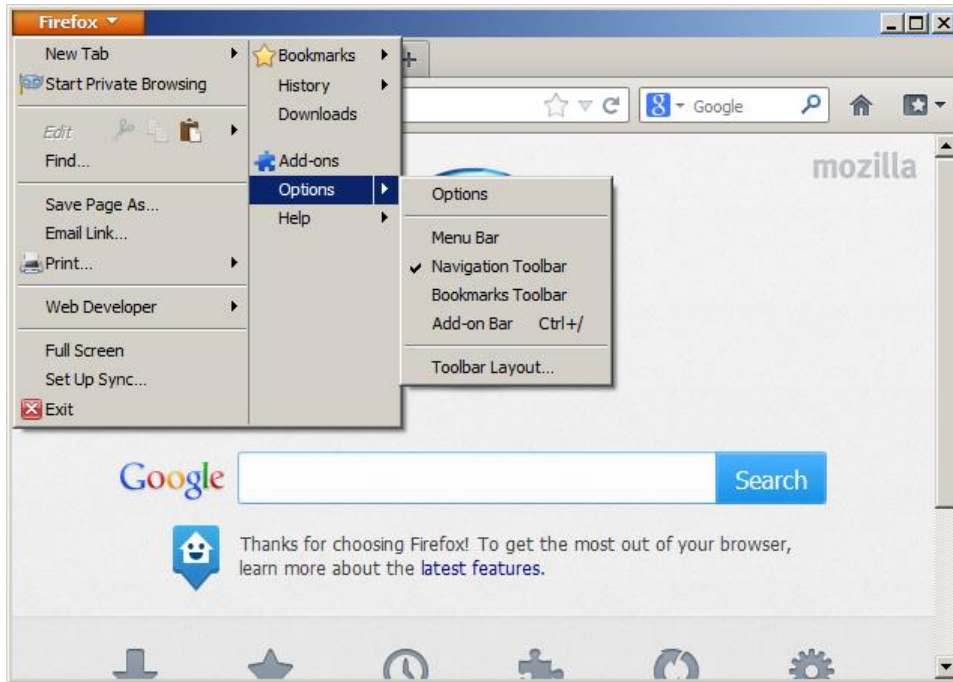 Firefox
New Tab
Start Private Browsing
Edit
Find...
Save Page As...
Email Link...
Print...
Web Developer
Full Screen
Set Up Sync...
Exit
Bookmarks
History
Downloads
Add-ons
Options
Help
Options
Menu Bar
Navigation Toolbar
Bookmarks Toolbar
Add-on Bar Ctrl+/
Toolbar Layout...
8 Google
mozilla
Google
Search
Thanks for choosing Firefox! To get the most out of your browser,
learn more about the latest features.